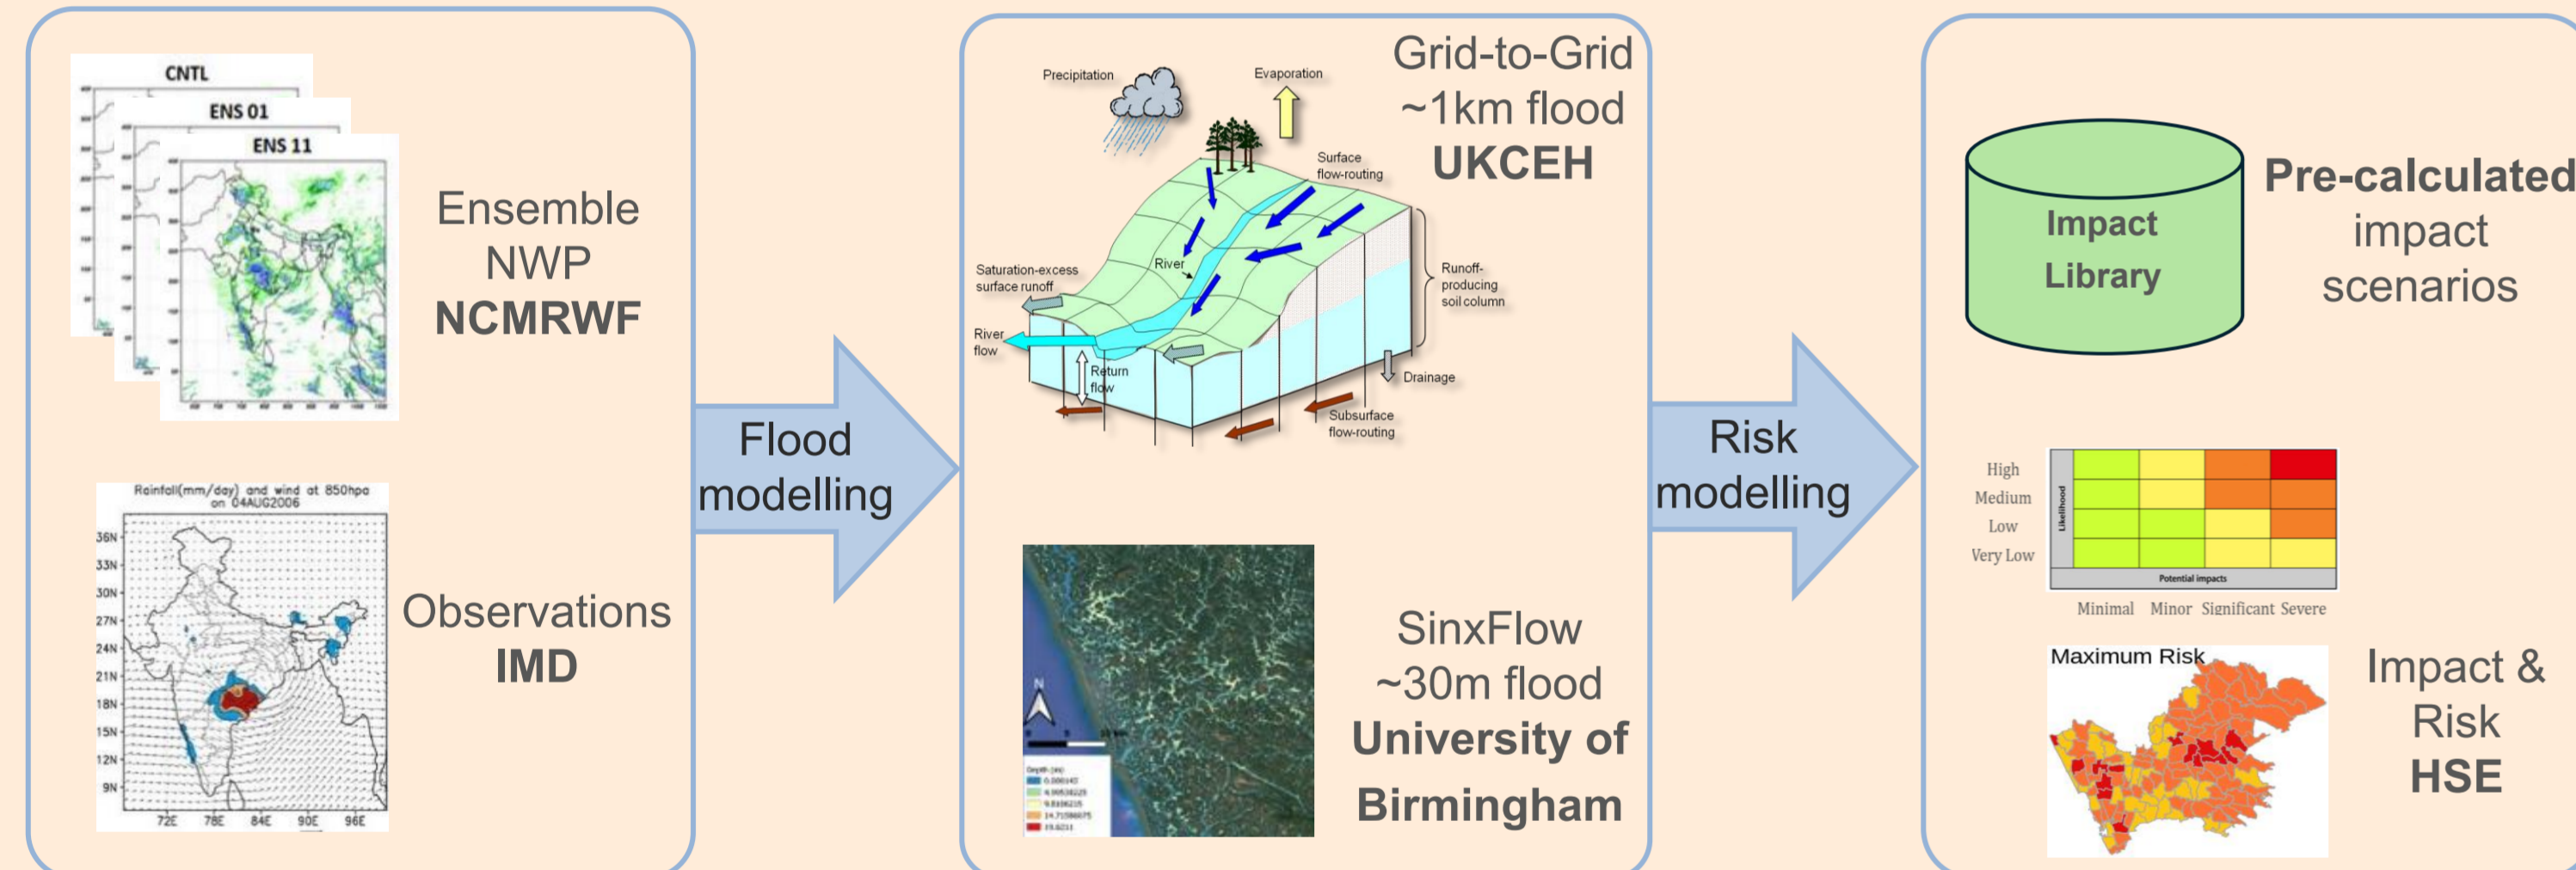 CNTL
ENS 01
ENS 11
Ensemble
NWP
NCMRWF
Rainfall(mm/day) and wind at 850hpa
on 04AUG2006
36N
33N
30N
27N
24N
21N
18N
15N
12N
9N
72E 78E 84E 90E 96E
Observations
IMD
Flood
modelling
Grid-to-Grid
~1km flood
UKCEH
Precipitation
Evaporation
Surface
flow-routing
River
Saturation-excess
surface runoff
River
flow
Return
flow
Runoff-
producing
soil column
Drainage
Subsurface
flow-routing
N
Depth (m)
SinxFlow
~30m flood
University of
Birmingham
Risk
modelling
Impact
Library
Pre-calculated
impact
scenarios
High
Medium
Low
Very Low
Likelihood
Potential impacts
Minimal Minor Significant Severe
Maximum Risk
Impact &
Risk
HSE